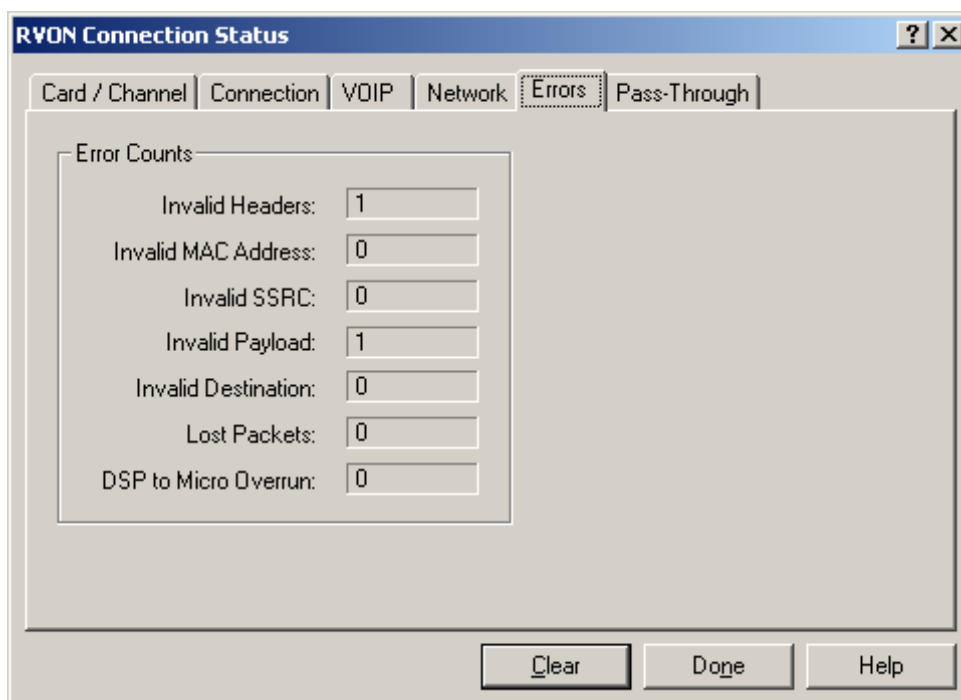 RVON Connection Status
Card / Channel Connection VOIP Network Errors Pass-Through
Error Counts
Invalid Headers: 1
Invalid MAC Address: 0
Invalid SSRC: 0
Invalid Payload: 1
Invalid Destination: 0
Lost Packets: 0
DSP to Micro Overrun: 0
Clear Done Help